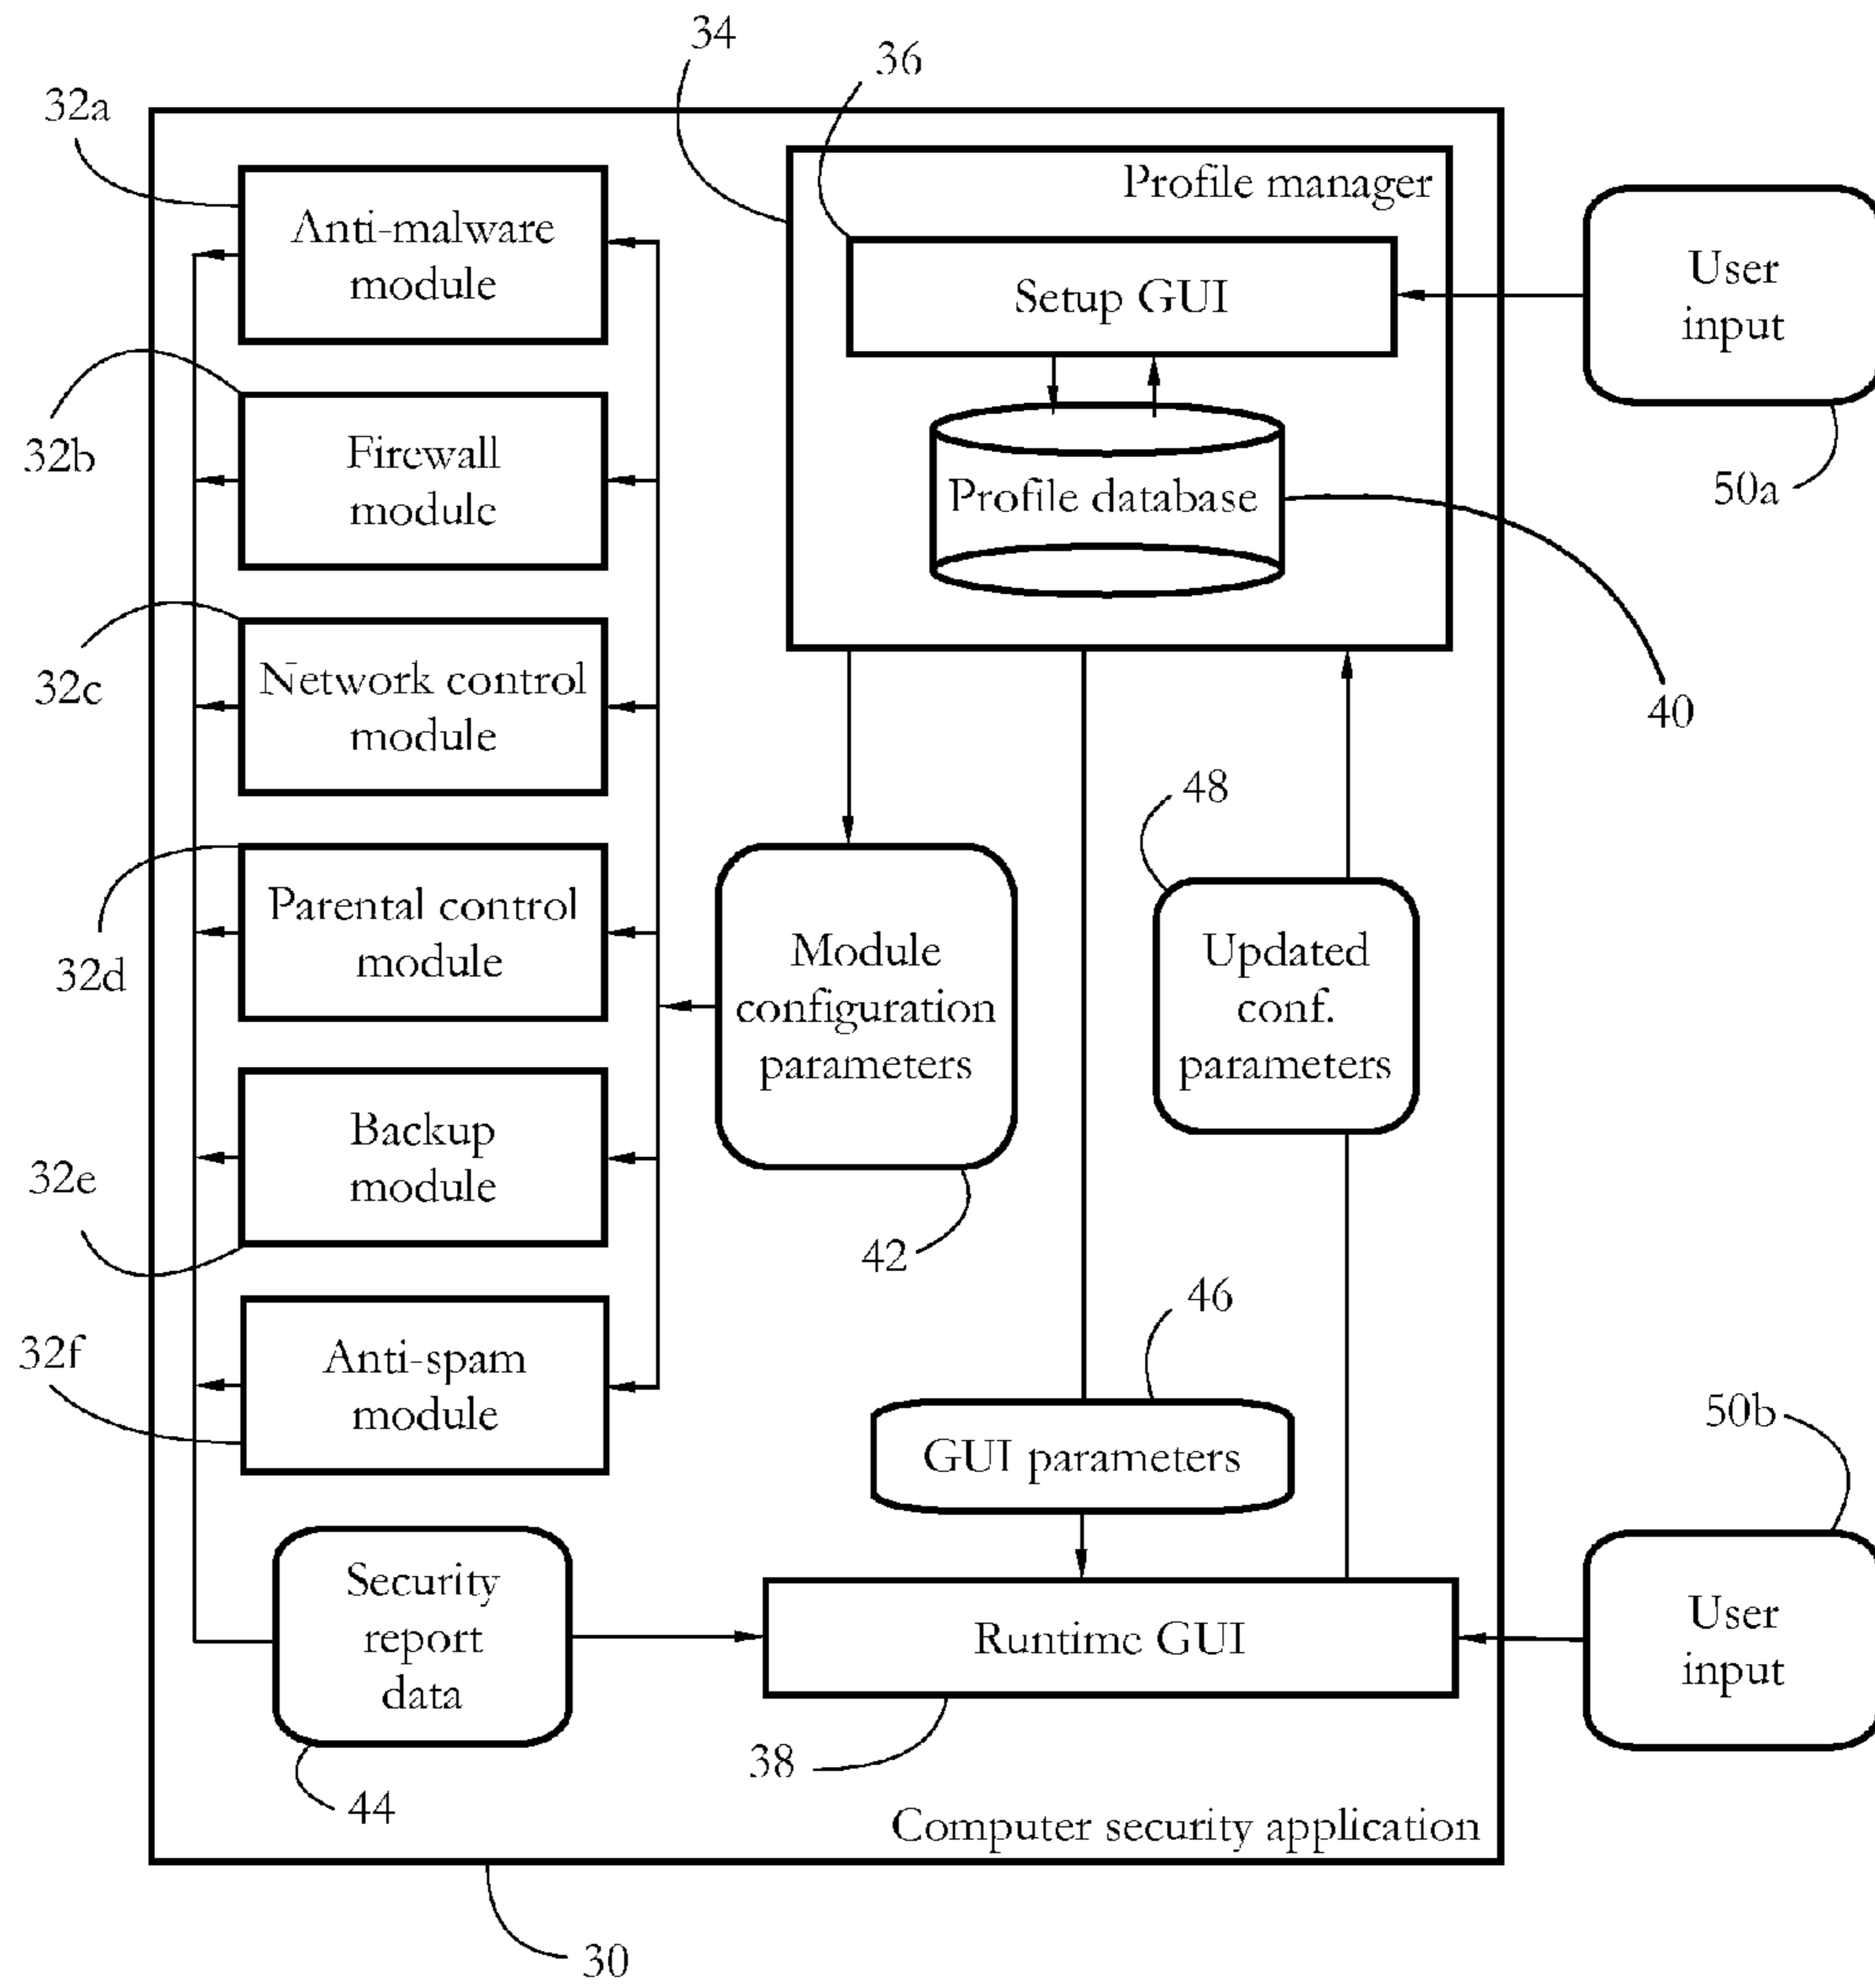 34
36
32a
Profile manager
Anti-malware
module
Setup GUI
User
input
32b
Firewall
module
Profile database
50a
32c
Network control
module
40
48
32d
Parental control
module
Module
configuration
parameters
Updated
conf.
parameters
32e
Backup
module
42
46
32f
Anti-spam
module
GUI parameters
50b
Security
report
data
Runtime GUI
User
input
38
44
Computer security application
30